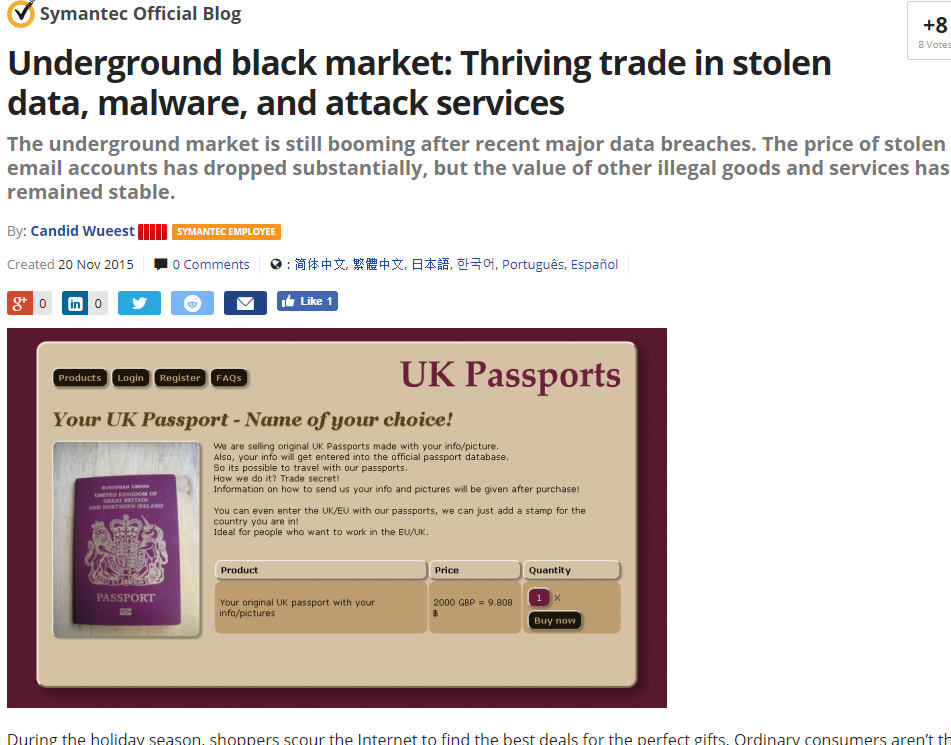 Symantec Official Blog
+8
8 Votes
Underground black market: Thriving trade in stolen
data, malware, and attack services
The underground market is still booming after recent major data breaches. The price of stolen
email accounts has dropped substantially, but the value of other illegal goods and services has
remained stable.
By: Candid Wueest SYMANTEC EMPLOYEE
Created 20 Nov 2015 0 Comments : 简体中文, 繁體中文, 日本語, 한국어, Português, Español
g+ 0 in 0 Like 1
Products Login Register FAQs
UK Passports
Your UK Passport - Name of your choice!
We are selling original UK Passports made with your info/picture.
Also, your info will get entered into the official passport database.
So its possible to travel with our passports.
How we do it? Trade secret!
Information on how to send us your info and pictures will be given after purchase!
You can even enter the UK/EU with our passports, we can just add a stamp for the
country you are in!
Ideal for people who want to work in the EU/UK.
EUROPEAN UNION
UNITED KINGDOM OF
GREAT BRITAIN
AND NORTHERN IRELAND
PASSPORT
Product Price Quantity
Your original UK passport with your
info/pictures
2000 GBP = 9.808
฿
1 X
Buy now
During the holiday season, shoppers scour the Internet to find the best deals for the perfect gifts. Ordinary consumers aren't th